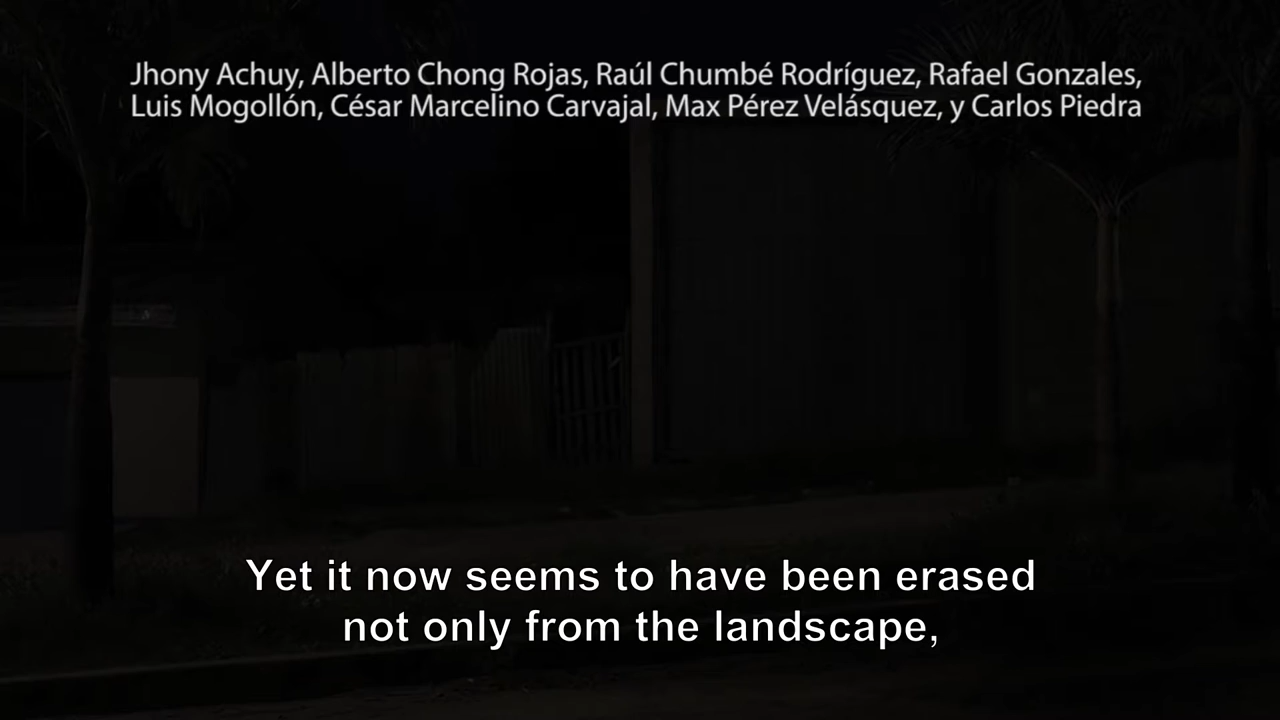 Jhony Achuy, Alberto Chong Rojas, Raúl Chumbé Rodríguez, Rafael Gonzales,
Luis Mogollón, César Marcelino Carvajal, Max Pérez Velásquez, y Carlos Piedra
Yet it now seems to have been erased
not only from the landscape,